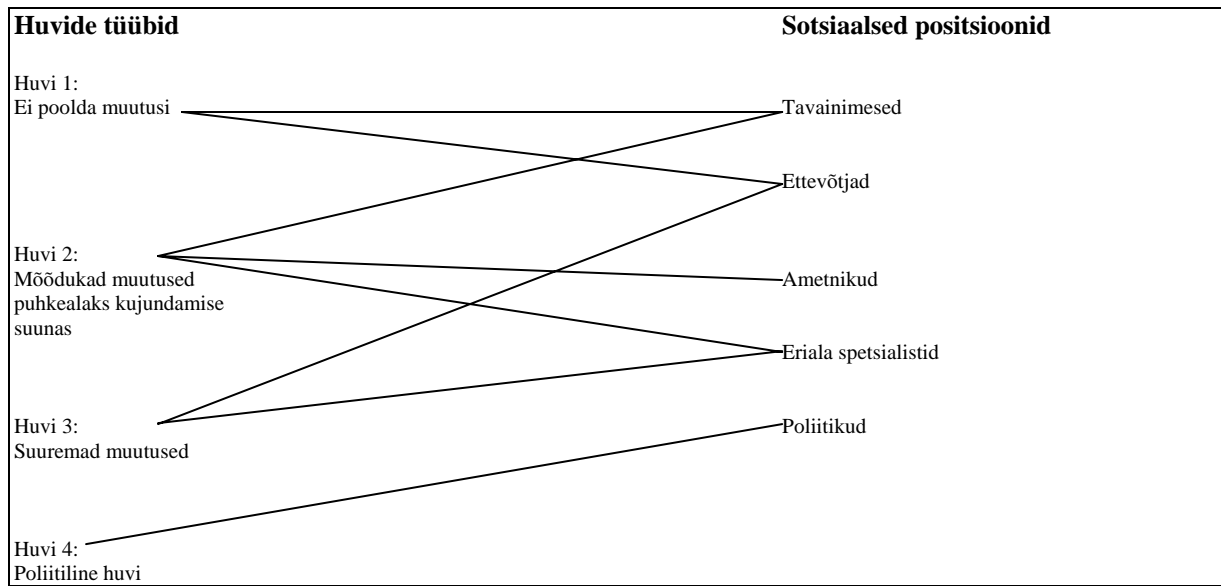 Huvide tüübid
Sotsiaalsed positsioonid
Huvi 1:
Ei poolda muutusi
Tavainimesed
Ettevõtjad
Huvi 2:
Mõõdukad muutused
puhkealaks kujundamise
suunas
Ametnikud
Eriala spetsialistid
Huvi 3:
Suuremad muutused
Poliitikud
Huvi 4:
Poliitiline huvi